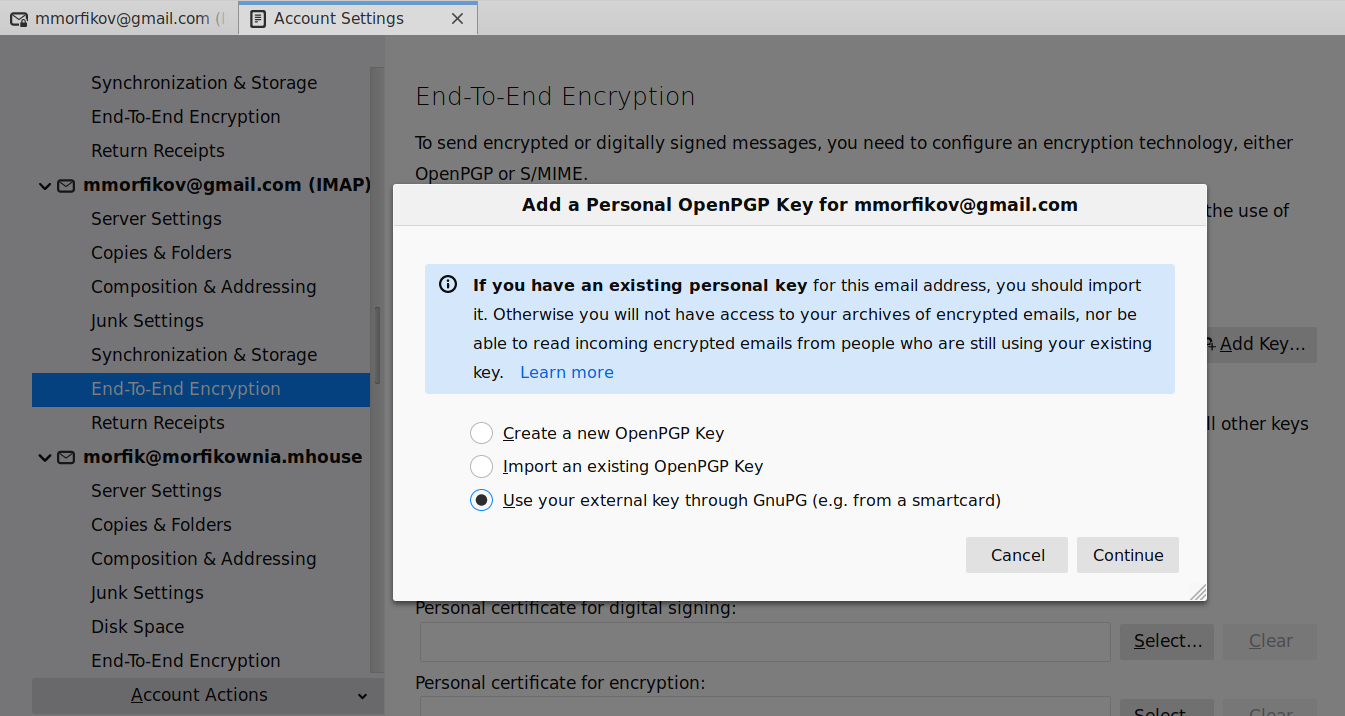 mmorfikov@gmail.com (
Account Settings
Synchronization & Storage
End-To-End Encryption
Return Receipts
mmorfikov@gmail.com (IMAP)
Server Settings
Copies & Folders
Composition & Addressing
Junk Settings
Synchronization & Storage
End-To-End Encryption
Return Receipts
morfik@morfikownia.mhouse
Server Settings
Copies & Folders
Composition & Addressing
Junk Settings
Disk Space
End-To-End Encryption
Account Actions
End-To-End Encryption
To send encrypted or digitally signed messages, you need to configure an encryption technology, either
OpenPGP or S/MIME.
the use of
Add Key...
ll other keys
Add a Personal OpenPGP Key for mmorfikov@gmail.com
If you have an existing personal key for this email address, you should import
it. Otherwise you will not have access to your archives of encrypted emails, nor be
able to read incoming encrypted emails from people who are still using your existing
key. Learn more
Create a new OpenPGP Key
Import an existing OpenPGP Key
Use your external key through GnuPG (e.g. from a smartcard)
Cancel
Continue
Personal certificate for digital signing:
Select...
Clear
Personal certificate for encryption:
Select...
Clear